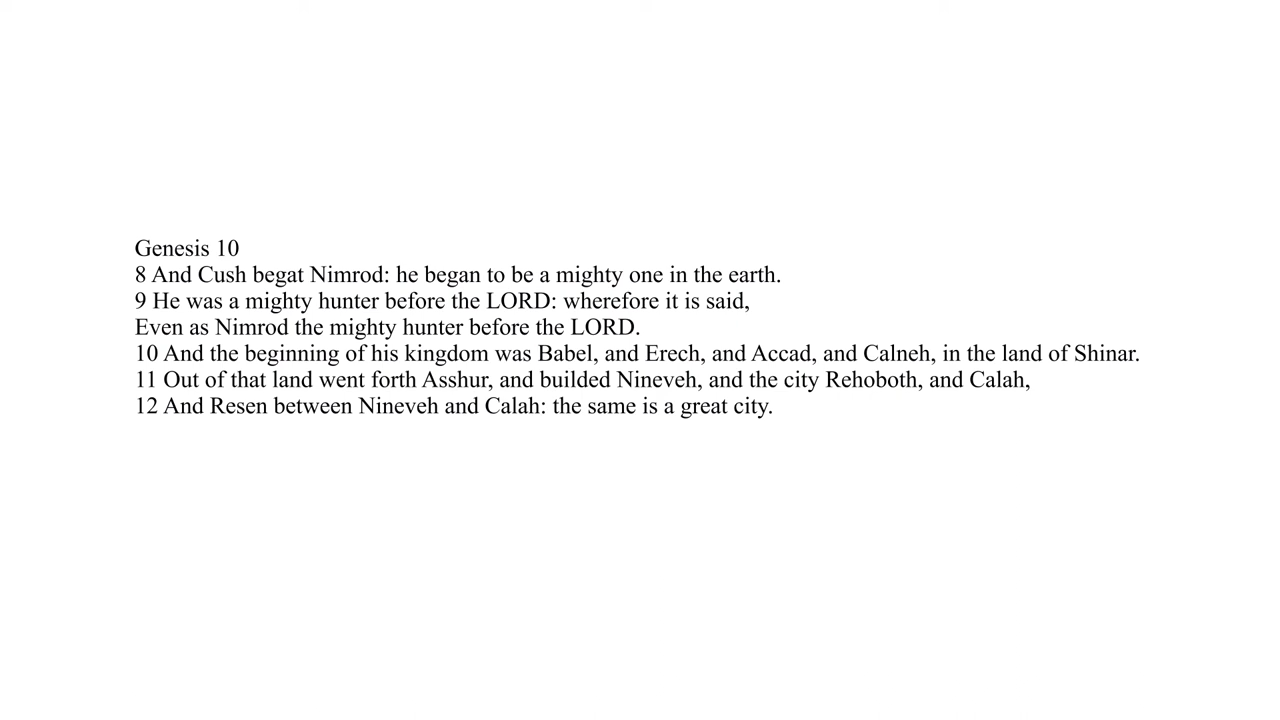 Genesis 10
8 And Cush begat Nimrod: he began to be a mighty one in the earth.
9 He was a mighty hunter before the LORD: wherefore it is said,
Even as Nimrod the mighty hunter before the LORD.
10 And the beginning of his kingdom was Babel, and Erech, and Accad, and Calneh, in the land of Shinar.
11 Out of that land went forth Asshur, and builded Nineveh, and the city Rehoboth, and Calah,
12 And Resen between Nineveh and Calah: the same is a great city.